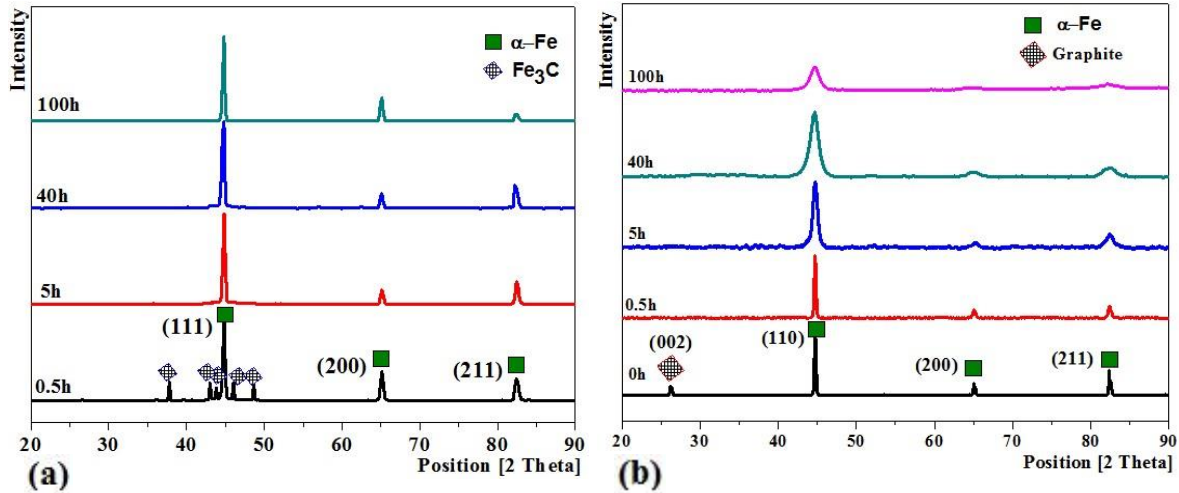 Intensity
α–Fe
Fe3C
100h
40h
5h
(111)
(200)
(211)
0.5h
20 30 40 50 60 70 80 90
Position [2 Theta]
(a)
Intensity
α–Fe
Graphite
100h
40h
5h
0.5h
(002)
(110)
(200)
(211)
0h
20 30 40 50 60 70 80 90
Position [2 Theta]
(b)